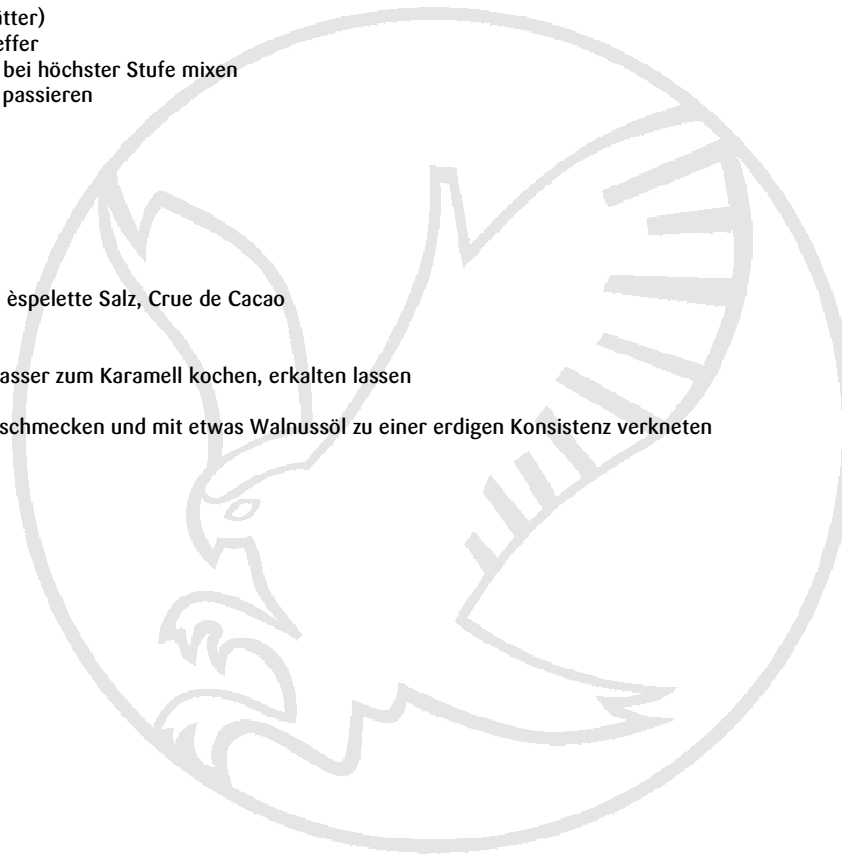 ätter)
effer
bei höchster Stufe mixen
passieren
èspelette Salz, Crue de Cacao
asser zum Karamell kochen, erkalten lassen
schmecken und mit etwas Walnussöl zu einer erdigen Konsistenz verkneten